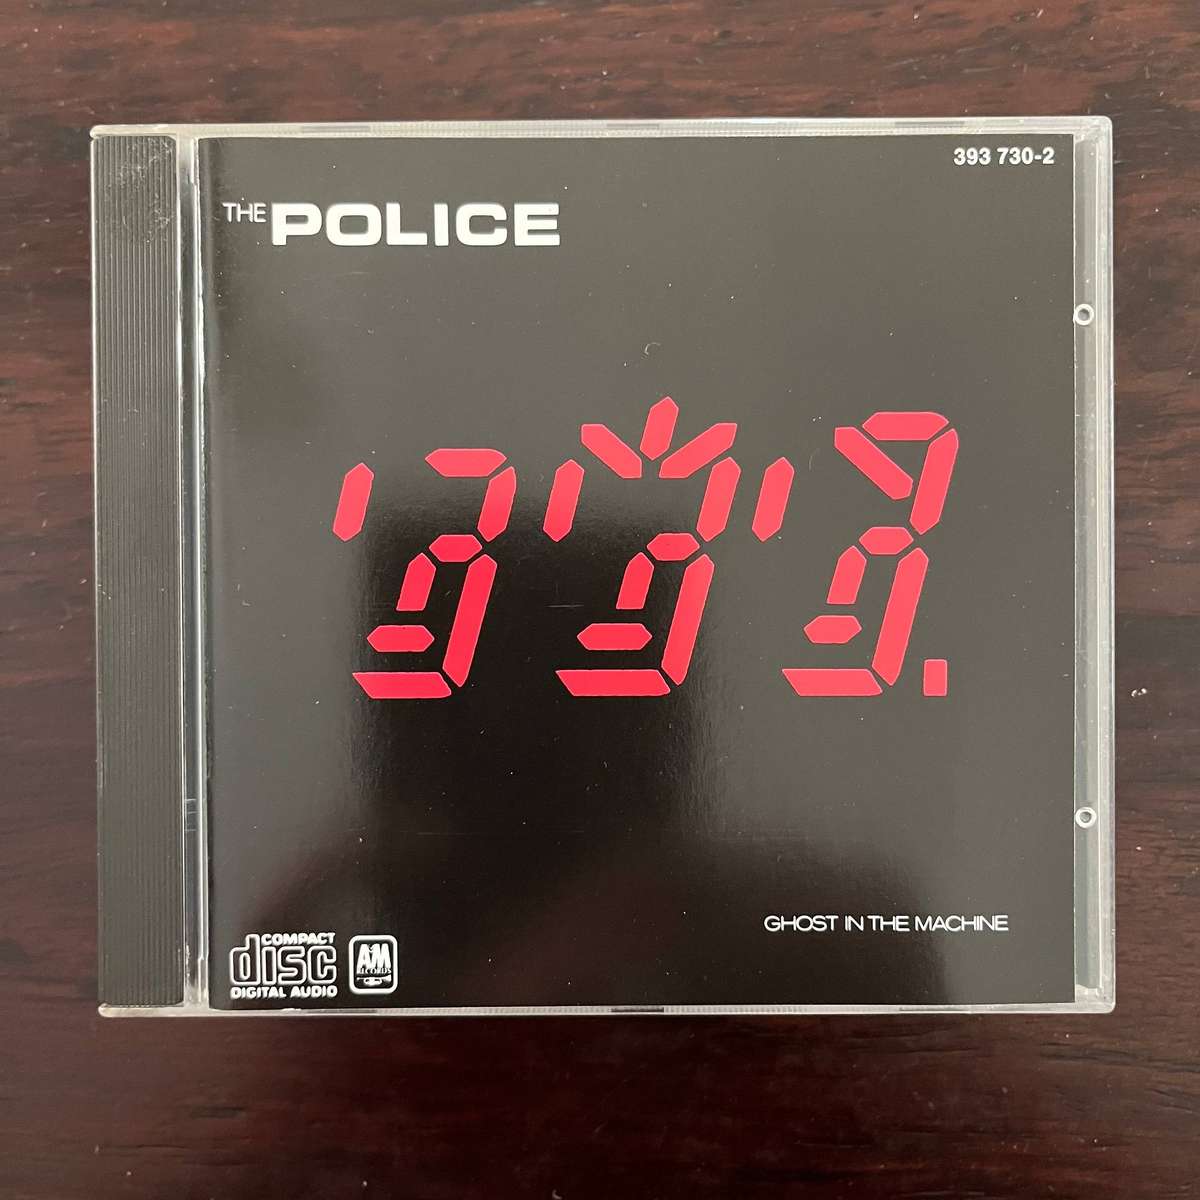 393 730-2
THE POLICE
GHOST IN THE MACHINE
COMPACT
disc
DIGITAL AUDIO
A&M
RECORDS